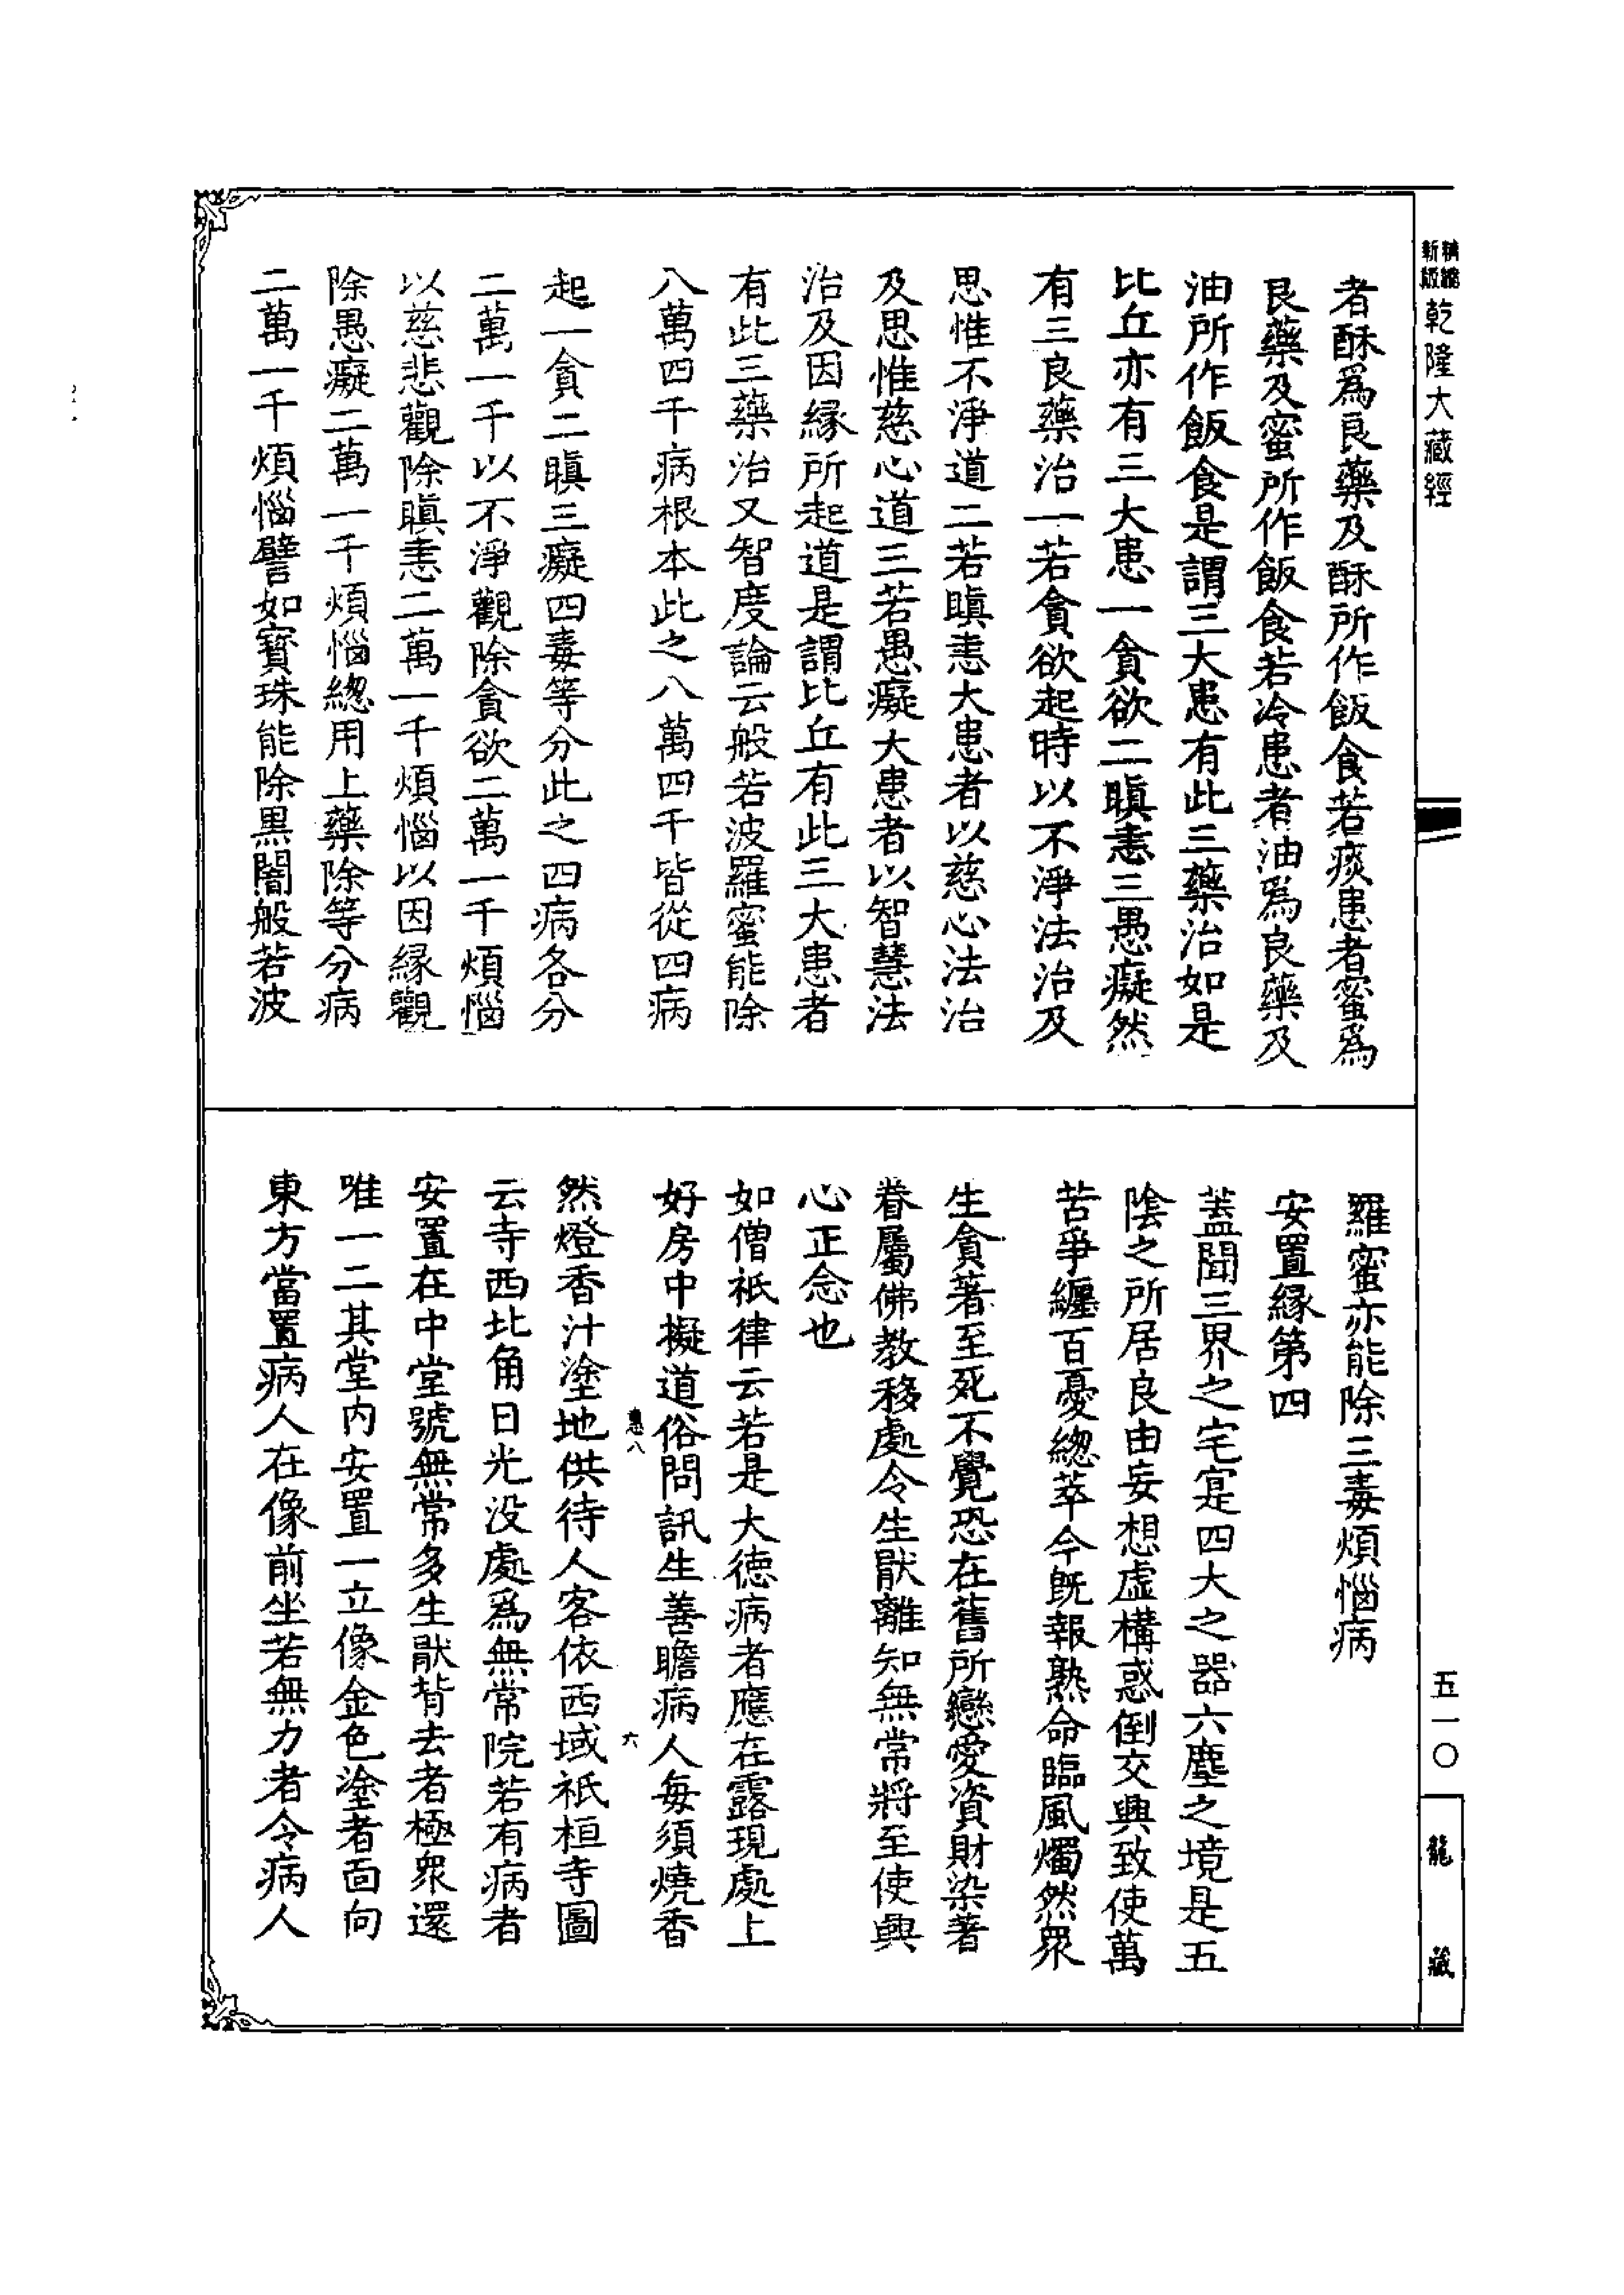 精縮
新版
乾隆大藏經
者酥爲良藥及酥所作飯食若痰患者蜜爲
良藥及蜜所作飯食若冷患者油爲良藥及
油所作飯食是謂三大患有此三藥治如是
比丘亦有三大患一貪欲二瞋恚三愚癡然
有三良藥治一若貪欲起時以不淨法治及
思惟不淨道二若瞋恚大患者以慈心法治
及思惟慈心道三若愚癡大患者以智慧法
治及因緣所起道是謂比丘有此三大患者
有此三藥治又智度論云般若波羅蜜能除
八萬四千病根本此之八萬四千皆從四病
起一貪二瞋三癡四毒等分此之四病各分
二萬一千以不淨觀除貪欲二萬一千煩惱
以慈悲觀除瞋恚二萬一千煩惱以因緣觀
除愚癡二萬一千煩惱緫用上藥除等分病
二萬一千煩惱譬如寶珠能除黑闇般若波
羅蜜亦能除三毒煩惱病
安置緣第四
蓋聞三界之宅寔四大之器六塵之境是五
陰之所居良由妄想虛構惑倒交興致使萬
苦爭纏百憂緫萃今旣報熟命臨風燭然眾
生貪著至死不覺恐在舊所戀愛資財染著
眷屬佛教移處令生厭離知無常將至使興
心正念也
如僧祇律云若是大德病者應在露現處上
好房中擬道俗問訊生善瞻病人每須燒香
惠八
六
然燈香汁塗地供待人客依西域祇桓寺圖
云寺西北角日光沒處爲無常院若有病者
安置在中堂號無常多生厭背去者極眾還
唯一二其堂內安置一立像金色塗者面向
東方當置病人在像前坐若無力者令病人
五一〇
龍藏